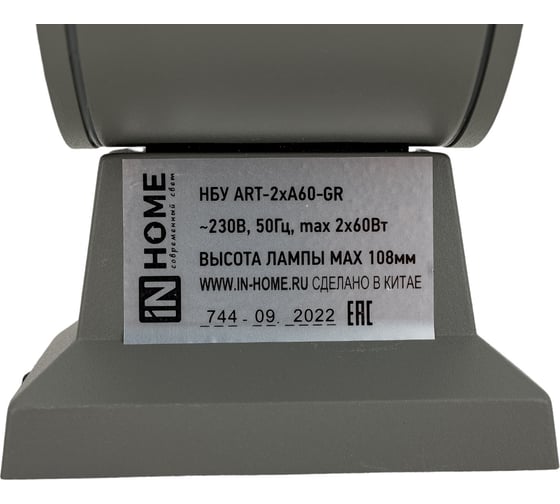 IN HOME
современный свет
НБУ ART-2xA60-GR
~230В, 50Гц, max 2x60Вт
ВЫСОТА ЛАМПЫ MAX 108мм
WWW.IN-HOME.RU СДЕЛАНО В КИТАЕ
744 - 09. 2022 EAC